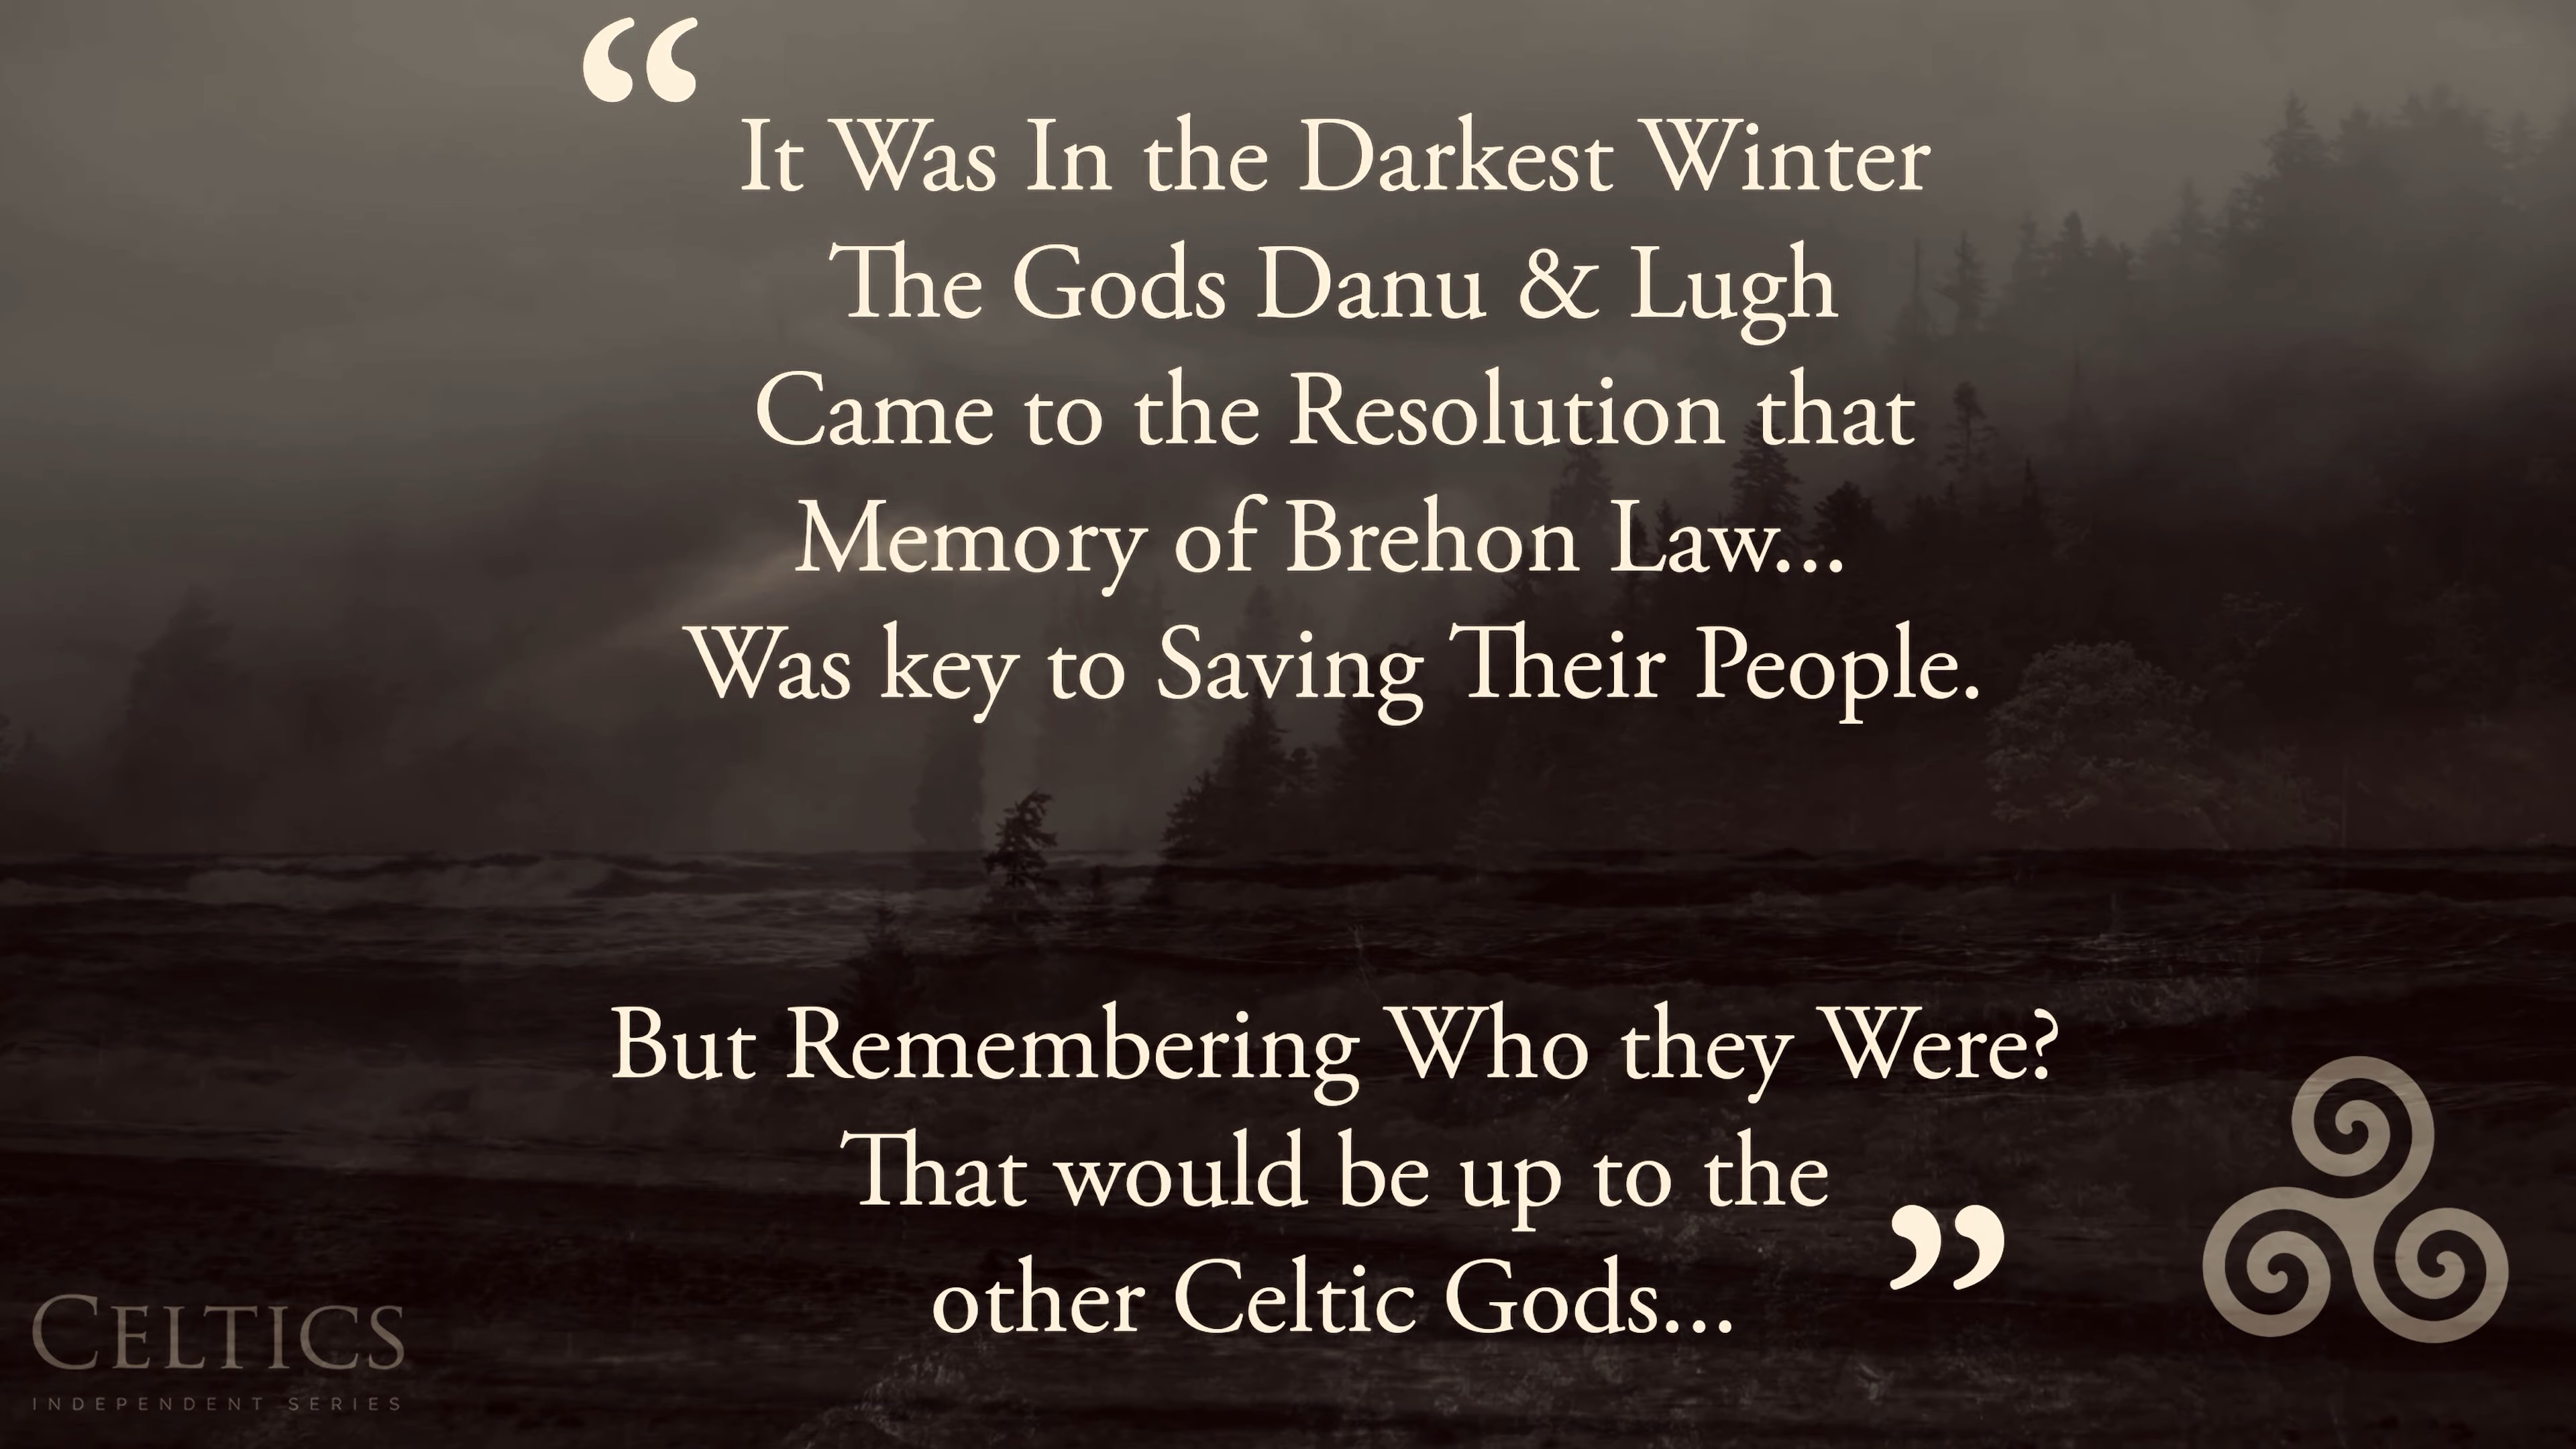 “
It Was In the Darkest Winter
The Gods Danu & Lugh
Came to the Resolution that
Memory of Brehon Law...
Was key to Saving Their People.
But Remembering Who they Were?
That would be up to the
other Celtic Gods...
”
CELTICS
INDEPENDENT SERIES